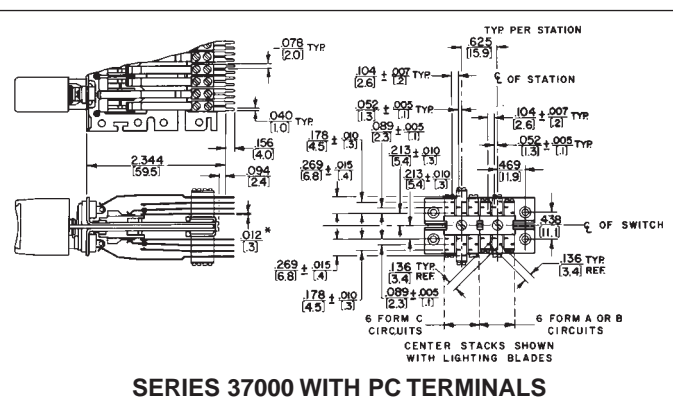 TYP. PER STATION
.625
[15.9]
.078 TYP.
[2.0]
.104 ± .007 TYP.
[2.6] [.2]
℄ OF STATION
.052 ± .005 TYP.
[1.3] [.1]
.104 ± .007 TYP.
[2.6] [.2]
.040 TYP.
[1.0]
.178 ± .010
[4.5] [.3]
.089 ± .005
[2.3] [.1]
.052 ± .005 TYP.
[1.3] [.1]
.156
[4.0]
.213 ± .010
[5.4] [.3]
.469
[11.9]
2.344
[59.5]
.269 ± .015
[6.8] [.4]
.094
[2.4]
.213 ± .010
[5.4] [.3]
.438
[11.1]
℄ OF SWITCH
.012 *
[.3]
.269 ± .015
[6.8] [.4]
.136 TYP.
[3.4] REF.
.136 TYP.
[3.4] REF.
.178 ± .010
[4.5] [.3]
.089 ± .005
[2.3] [.1]
6 FORM C
CIRCUITS
6 FORM A OR B
CIRCUITS
CENTER STACKS SHOWN
WITH LIGHTING BLADES
SERIES 37000 WITH PC TERMINALS